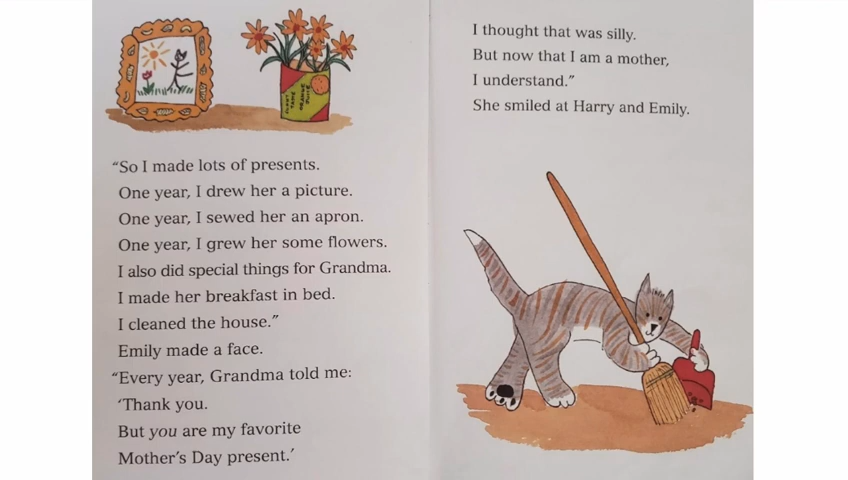 "So I made lots of presents.
One year, I drew her a picture.
One year, I sewed her an apron.
One year, I grew her some flowers.
I also did special things for Grandma.
I made her breakfast in bed.
I cleaned the house."
Emily made a face.
"Every year, Grandma told me:
'Thank you.
But you are my favorite
Mother's Day present.'
I thought that was silly.
But now that I am a mother,
I understand."
She smiled at Harry and Emily.